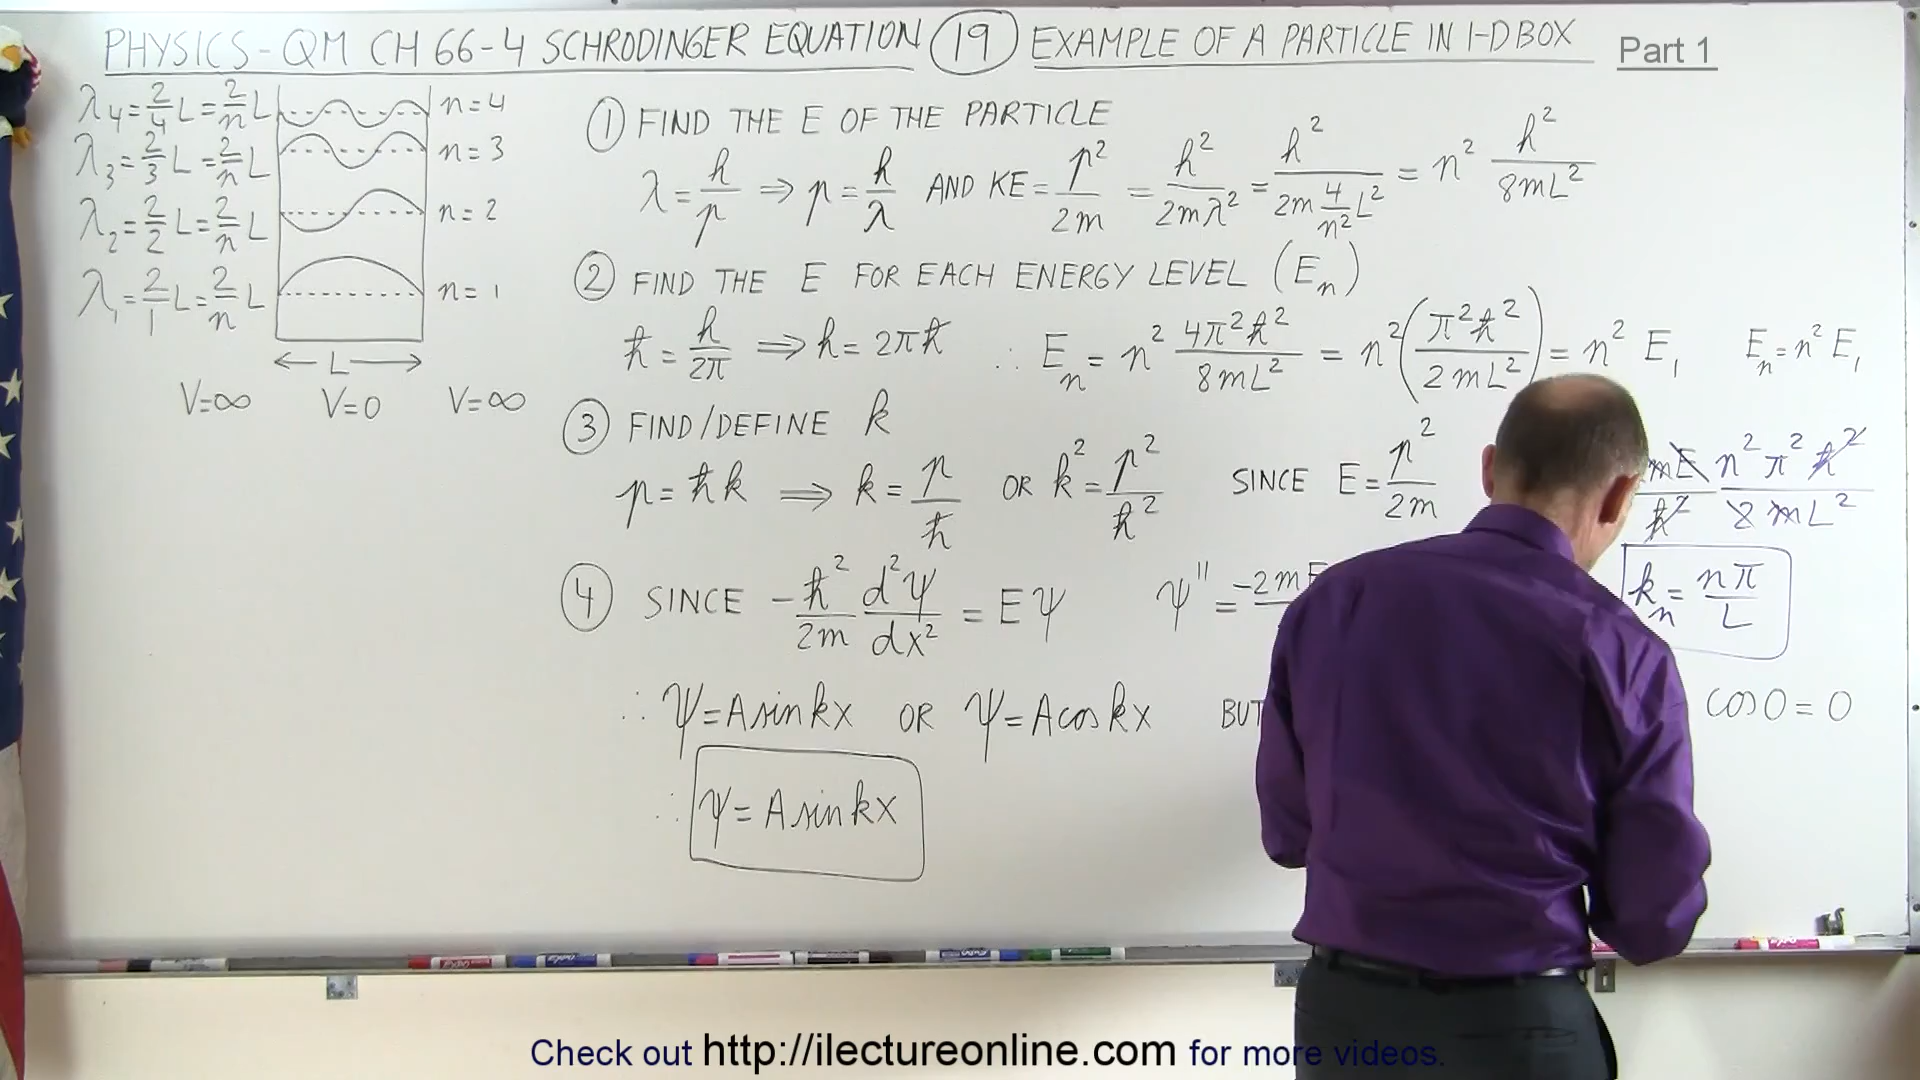 PHYSICS - QM CH 66-4 SCHRODINGER EQUATION (19) EXAMPLE OF A PARTICLE IN 1-D BOX Part 1
λ₄ = 2/4 L = 2/n L n = 4
λ₃ = 2/3 L = 2/n L n = 3
λ₂ = 2/2 L = 2/n L n = 2
λ₁ = 2/1 L = 2/n L n = 1
← L →
V=∞ V=0 V=∞
① FIND THE E OF THE PARTICLE
λ = h/p ⇒ p = h/λ AND KE = p²/2m = h²/2mλ² = h²/(2m 4/n² L²) = n² h²/8mL²
② FIND THE E FOR EACH ENERGY LEVEL (Eₙ)
ħ = h/2π ⇒ h = 2πħ ∴ Eₙ = n² 4π²ħ²/8mL² = n² (π²ħ²/2mL²) = n² E₁ Eₙ = n² E₁
③ FIND/DEFINE k
p = ħk ⇒ k = p/ħ OR k² = p²/ħ² SINCE E = p²/2m mE/ħ² n²π²ħ²/2mL²
④ SINCE -ħ²/2m d²ψ/dx² = Eψ ψ'' = -2mE kₙ = nπ/L
∴ ψ = A sin kx OR ψ = A cos kx BUT cos 0 = 0
∴ ψ = A sin kx
Check out http://ilectureonline.com for more videos.